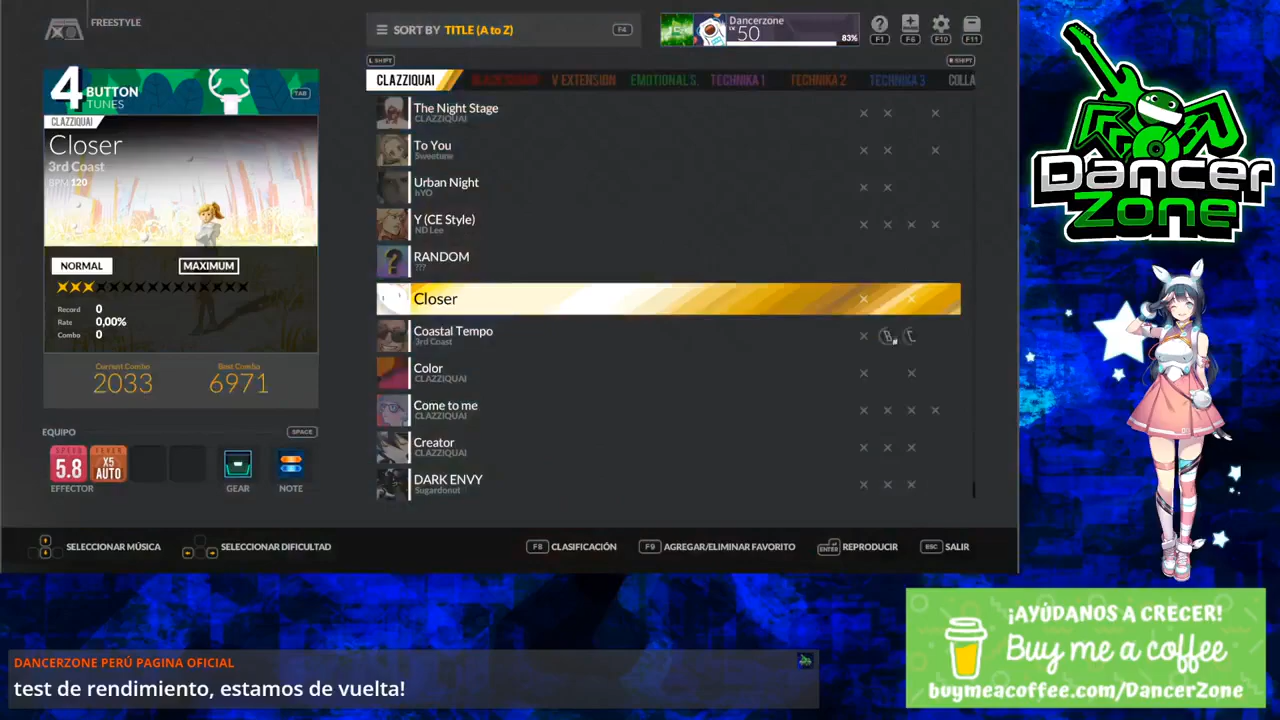 FREESTYLE
SORT BY TITLE (A to Z)
F4
Dancerzone
LV 50
83%
F1
F6
F10
F11
4 BUTTON
TUNES
TAB
L SHIFT
R SHIFT
CLAZZIQUAI
V EXTENSION
EMOTIONAL S.
TECHNIKA 1
TECHNIKA 2
TECHNIKA 3
COLLA
CLAZZIQUAI
Closer
3rd Coast
BPM 120
NORMAL
MAXIMUM
Record 0
Rate 0,00%
Combo 0
Current Combo
2033
Best Combo
6971
The Night Stage
CLAZZIQUAI
To You
Sweetune
Urban Night
NYO
Y (CE Style)
ND Lee
RANDOM
???
Closer
Coastal Tempo
3rd Coast
Color
CLAZZIQUAI
Come to me
CLAZZIQUAI
Creator
CLAZZIQUAI
DARK ENVY
Sugardonut
EQUIPO
SPACE
SPEED
5.8
FEVER
X5
AUTO
EFFECTOR
GEAR
NOTE
SELECCIONAR MÚSICA
SELECCIONAR DIFICULTAD
F8 CLASIFICACIÓN
F9 AGREGAR/ELIMINAR FAVORITO
ENTER REPRODUCIR
ESC SALIR
Dancer
Zone
DANCERZONE PERÚ PAGINA OFICIAL
test de rendimiento, estamos de vuelta!
¡AYÚDANOS A CRECER!
Buy me a coffee
buymeacoffee.com/DancerZone